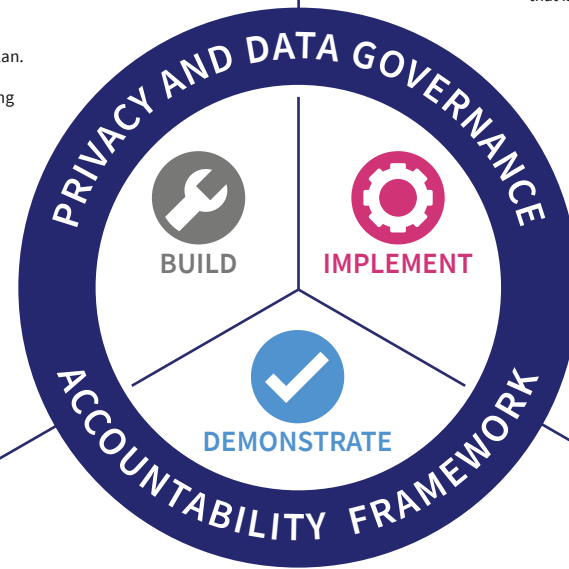 PRIVACY AND DATA GOVERNANCE
BUILD
IMPLEMENT
DEMONSTRATE
ACCOUNTABILITY FRAMEWORK